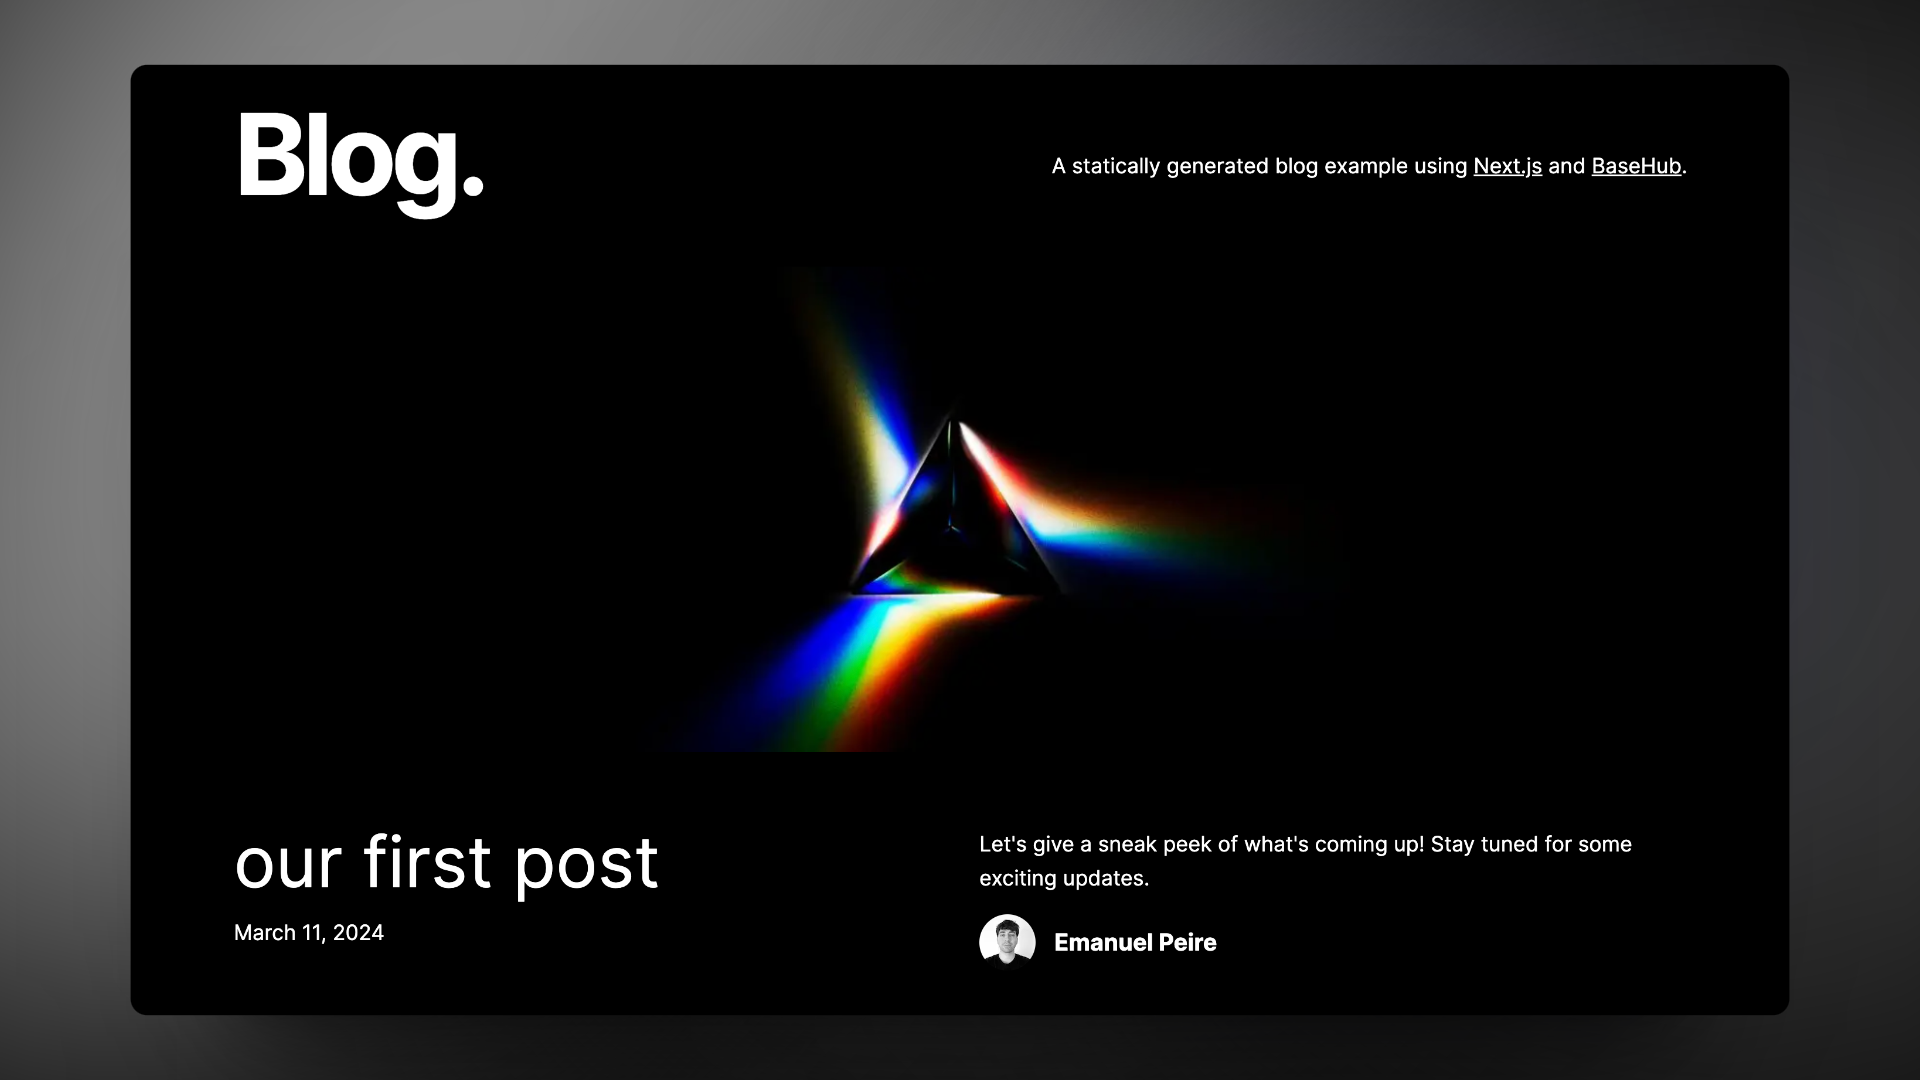 Blog.
A statically generated blog example using Next.js and BaseHub.
our first post
March 11, 2024
Let's give a sneak peek of what's coming up! Stay tuned for some
exciting updates.
Emanuel Peire